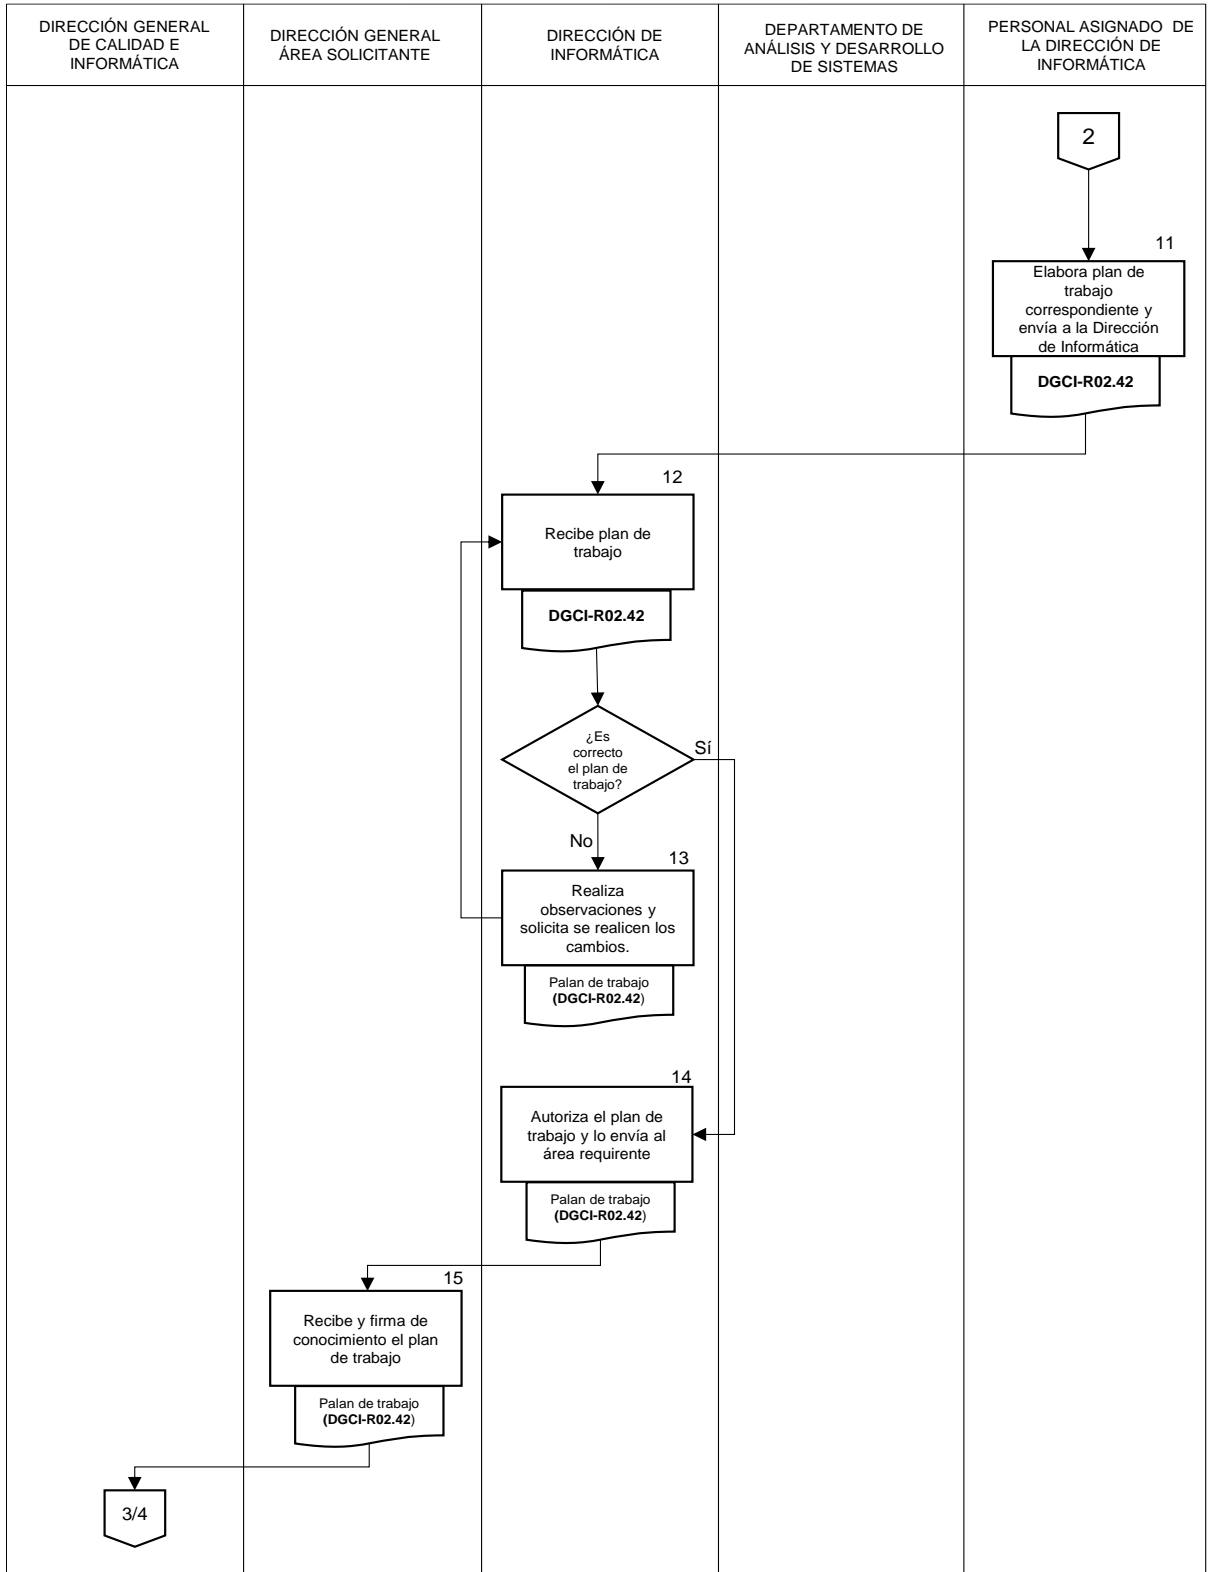 DIRECCIÓN GENERAL
DE CALIDAD E
INFORMÁTICA
DIRECCIÓN GENERAL
ÁREA SOLICITANTE
DIRECCIÓN DE
INFORMÁTICA
DEPARTAMENTO DE
ANÁLISIS Y DESARROLLO
DE SISTEMAS
PERSONAL ASIGNADO DE
LA DIRECCIÓN DE
INFORMÁTICA
2
11
Elabora plan de
trabajo
correspondiente y
envía a la Dirección
de Informática
DGCI-R02.42
12
Recibe plan de
trabajo
DGCI-R02.42
¿Es
correcto
el plan de
trabajo?
Sí
No
13
Realiza
observaciones y
solicita se realicen los
cambios.
Palan de trabajo
(DGCI-R02.42)
14
Autoriza el plan de
trabajo y lo envía al
área requirente
Palan de trabajo
(DGCI-R02.42)
15
Recibe y firma de
conocimiento el plan
de trabajo
Palan de trabajo
(DGCI-R02.42)
3/4